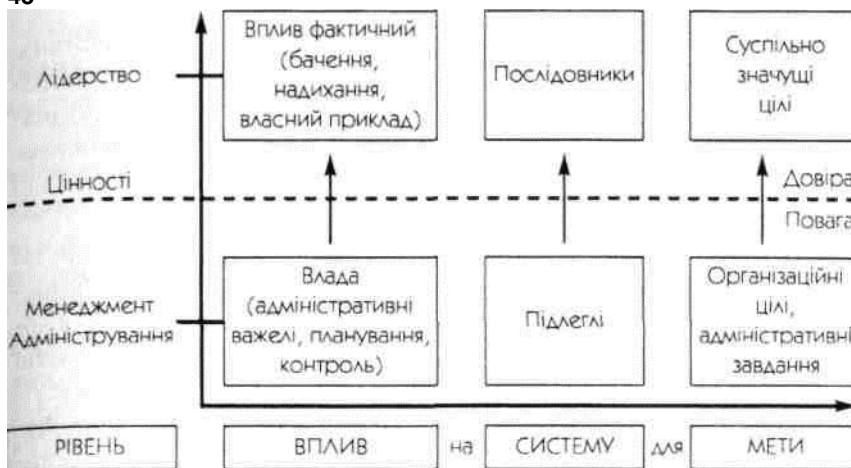 Вплив фактичний
(бачення,
надихання,
власний приклад)
Послідовники
Суспільно
значущі
цілі
Лідерство
Цінності
Довіра
Повага
Влада
(адміністративні
важелі, планування,
контроль)
Підлеглі
Організаційні
цілі,
адміністративні
завдання
Менеджмент
Адміністрування
РІВЕНЬ
ВПЛИВ
на
СИСТЕМУ
для
МЕТИ